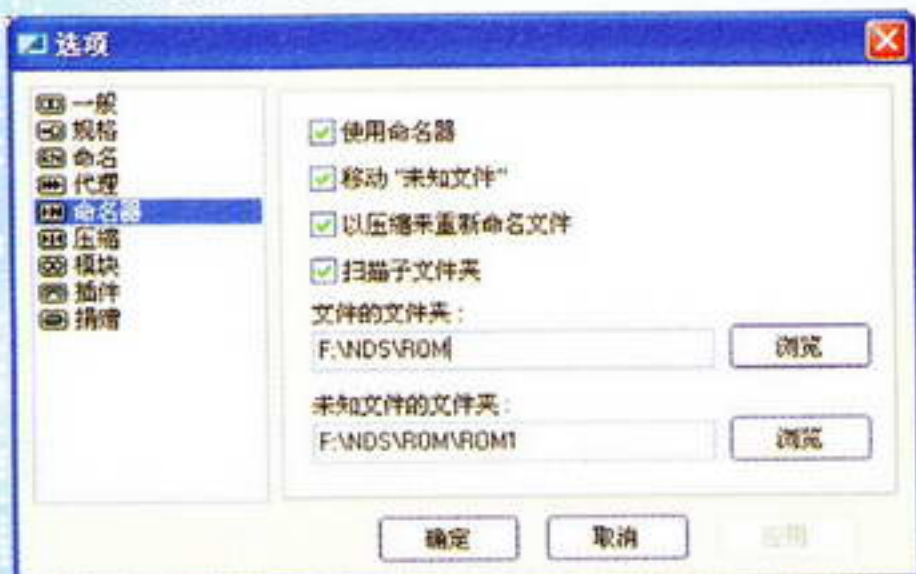 选项
一般
规格
命名
代理
命名器
压缩
模块
插件
捐赠
使用命名器
移动“未知文件”
以压缩来重新命名文件
扫描子文件夹
文件的文件夹:
F:\NDS\ROM
浏览
未知文件的文件夹:
F:\NDS\ROM\ROM1
浏览
确定
取消
应用